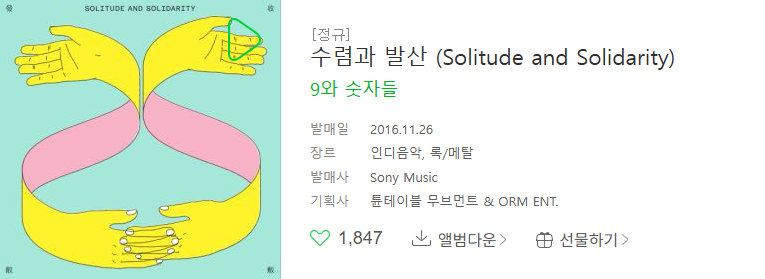 發
SOLITUDE AND SOLIDARITY
收
散
[정규]
수렴과 발산 (Solitude and Solidarity)
9와 숫자들
발매일 2016.11.26
장르 인디음악, 록/메탈
발매사 Sony Music
기획사 튠테이블 무브먼트 & ORM ENT.
1,847 앨범다운 선물하기